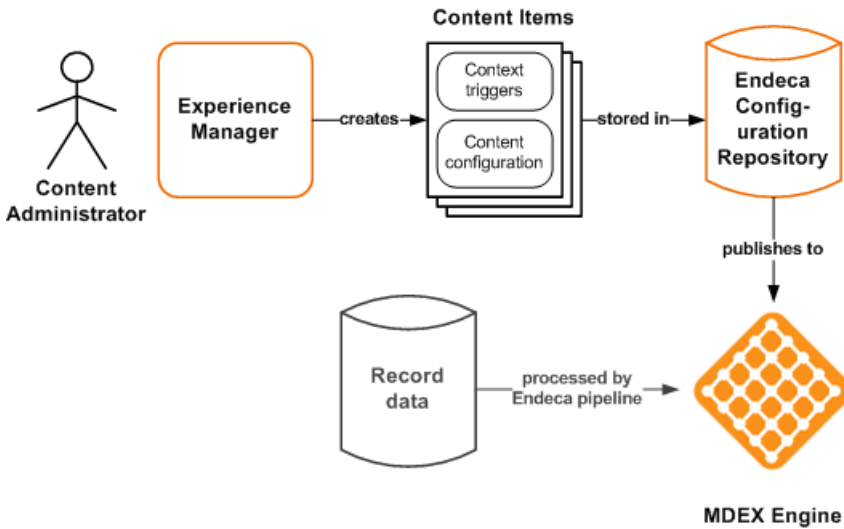 Content Items
Context
triggers
Content
configuration
Experience
Manager
creates
stored in
Endeca
Config-
uration
Repository
Content
Administrator
publishes to
Record
data
processed by
Endeca pipeline
MDEX Engine